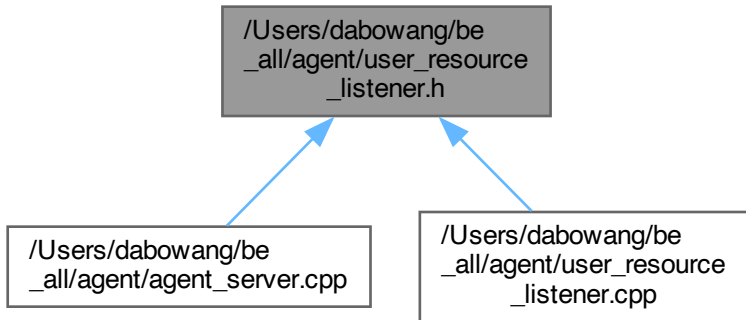 /Users/dabowang/be
_all/agent/user_resource
_listener.h
/Users/dabowang/be
_all/agent/agent_server.cpp
/Users/dabowang/be
_all/agent/user_resource
_listener.cpp